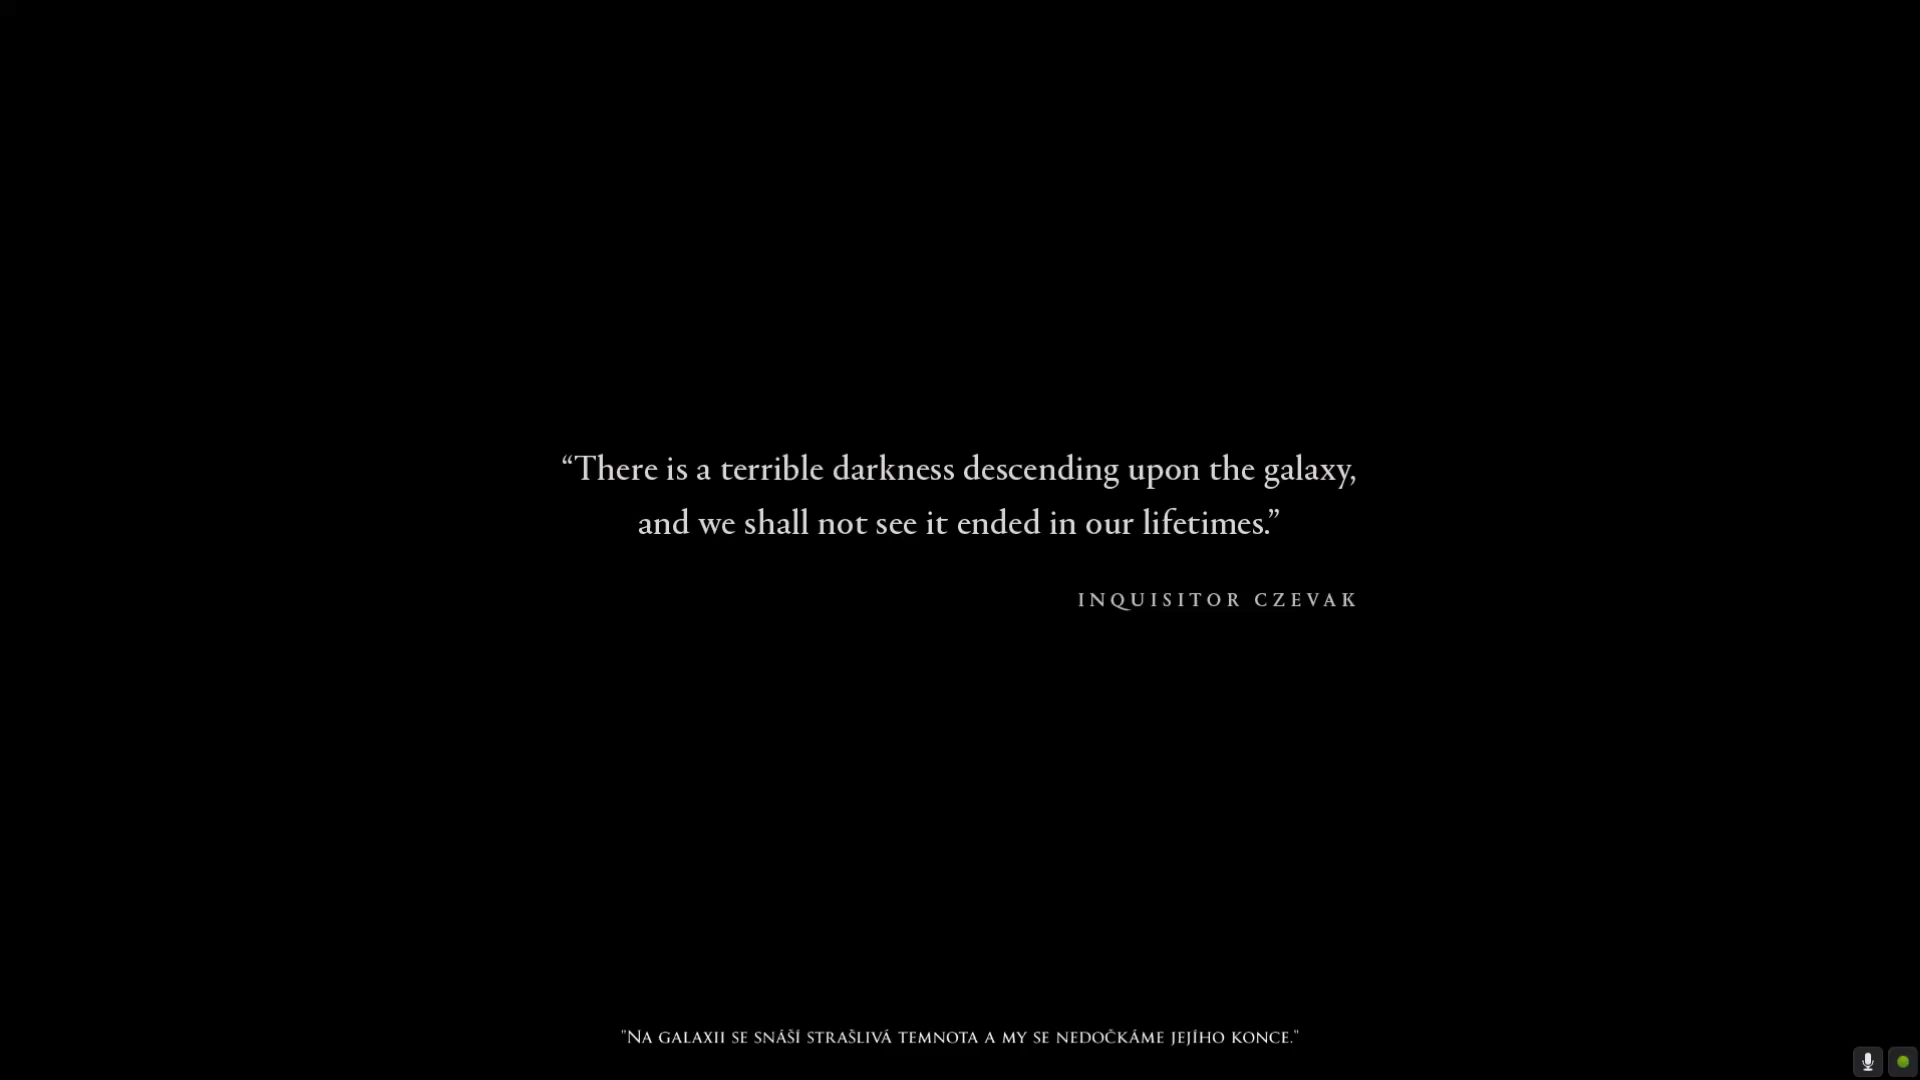 “There is a terrible darkness descending upon the galaxy,
and we shall not see it ended in our lifetimes.”
INQUISITOR CZEVAK
"Na galaxii se snáší strašlivá temnota a my se nedočkáme jejího konce."